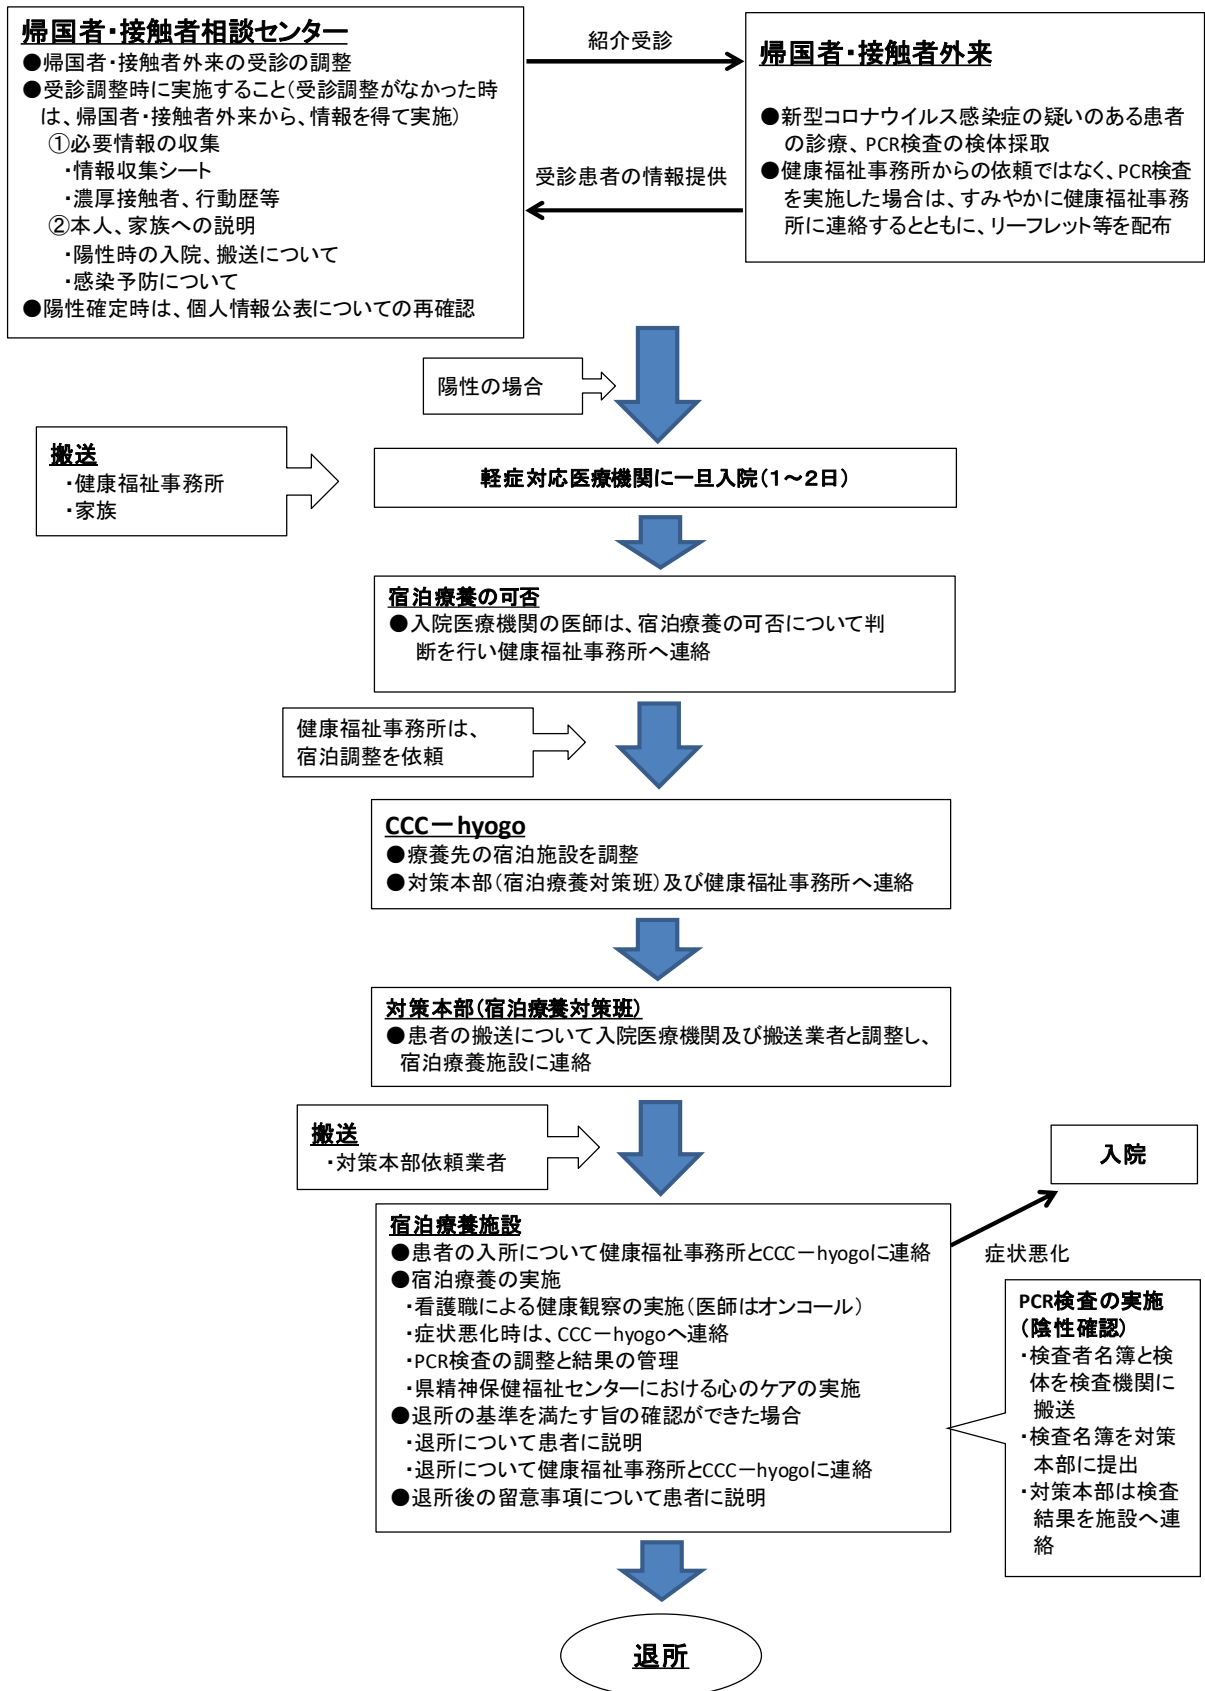 帰国者・接触者相談センター
●帰国者・接触者外来の受診の調整
●受診調整時に実施すること(受診調整がなかった時
は、帰国者・接触者外来から、情報を得て実施)
①必要情報の収集
・情報収集シート
・濃厚接触者、行動歴等
②本人、家族への説明
・陽性時の入院、搬送について
・感染予防について
●陽性確定時は、個人情報公表についての再確認
紹介受診
受診患者の情報提供
帰国者・接触者外来
●新型コロナウイルス感染症の疑いのある患者
の診療、PCR検査の検体採取
●健康福祉事務所からの依頼ではなく、PCR検査
を実施した場合は、すみやかに健康福祉事務
所に連絡するとともに、リーフレット等を配布
陽性の場合
搬送
・健康福祉事務所
・家族
軽症対応医療機関に一旦入院(1～2日)
宿泊療養の可否
●入院医療機関の医師は、宿泊療養の可否について判
断を行い健康福祉事務所へ連絡
健康福祉事務所は、
宿泊調整を依頼
CCC－hyogo
●療養先の宿泊施設を調整
●対策本部(宿泊療養対策班)及び健康福祉事務所へ連絡
対策本部(宿泊療養対策班)
●患者の搬送について入院医療機関及び搬送業者と調整し、
宿泊療養施設に連絡
搬送
・対策本部依頼業者
入院
症状悪化
宿泊療養施設
●患者の入所について健康福祉事務所とCCC－hyogoに連絡
●宿泊療養の実施
・看護職による健康観察の実施(医師はオンコール)
・症状悪化時は、CCC－hyogoへ連絡
・PCR検査の調整と結果の管理
・県精神保健福祉センターにおける心のケアの実施
●退所の基準を満たす旨の確認ができた場合
・退所について患者に説明
・退所について健康福祉事務所とCCC－hyogoに連絡
●退所後の留意事項について患者に説明
PCR検査の実施
(陰性確認)
・検査者名簿と検
体を検査機関に
搬送
・検査名簿を対策
本部に提出
・対策本部は検査
結果を施設へ連
絡
退所